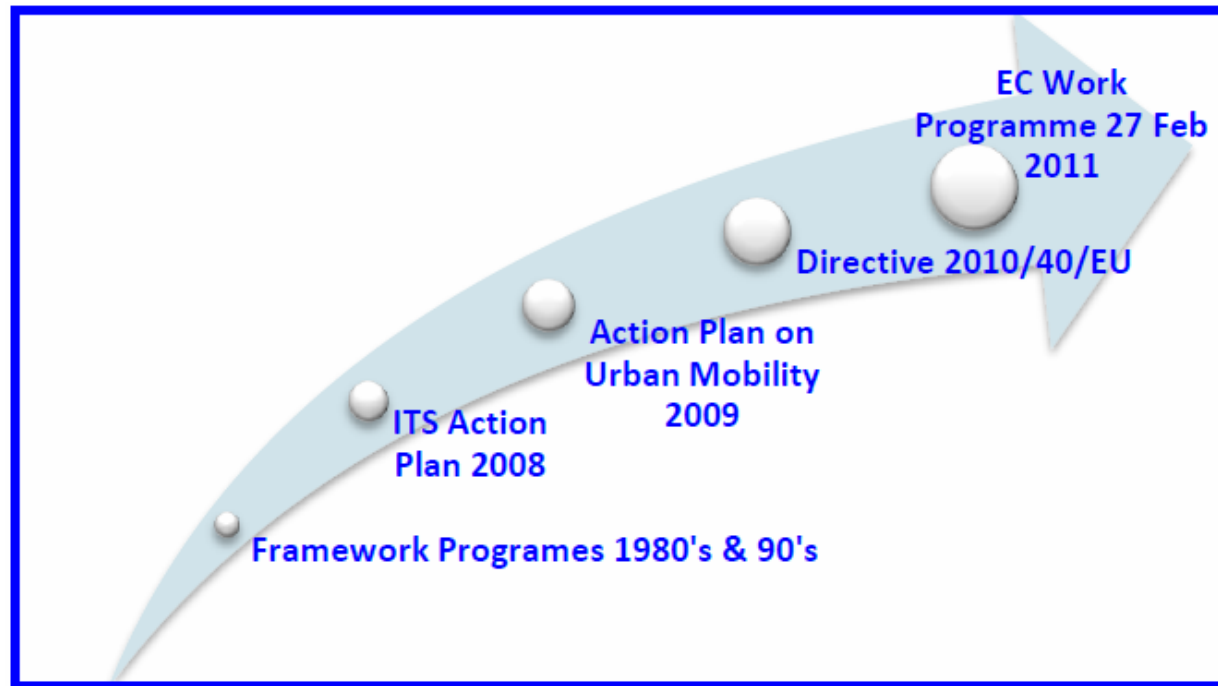 EC Work
Programme 27 Feb
2011
Directive 2010/40/EU
Action Plan on
Urban Mobility
2009
ITS Action
Plan 2008
Framework Programes 1980's & 90's